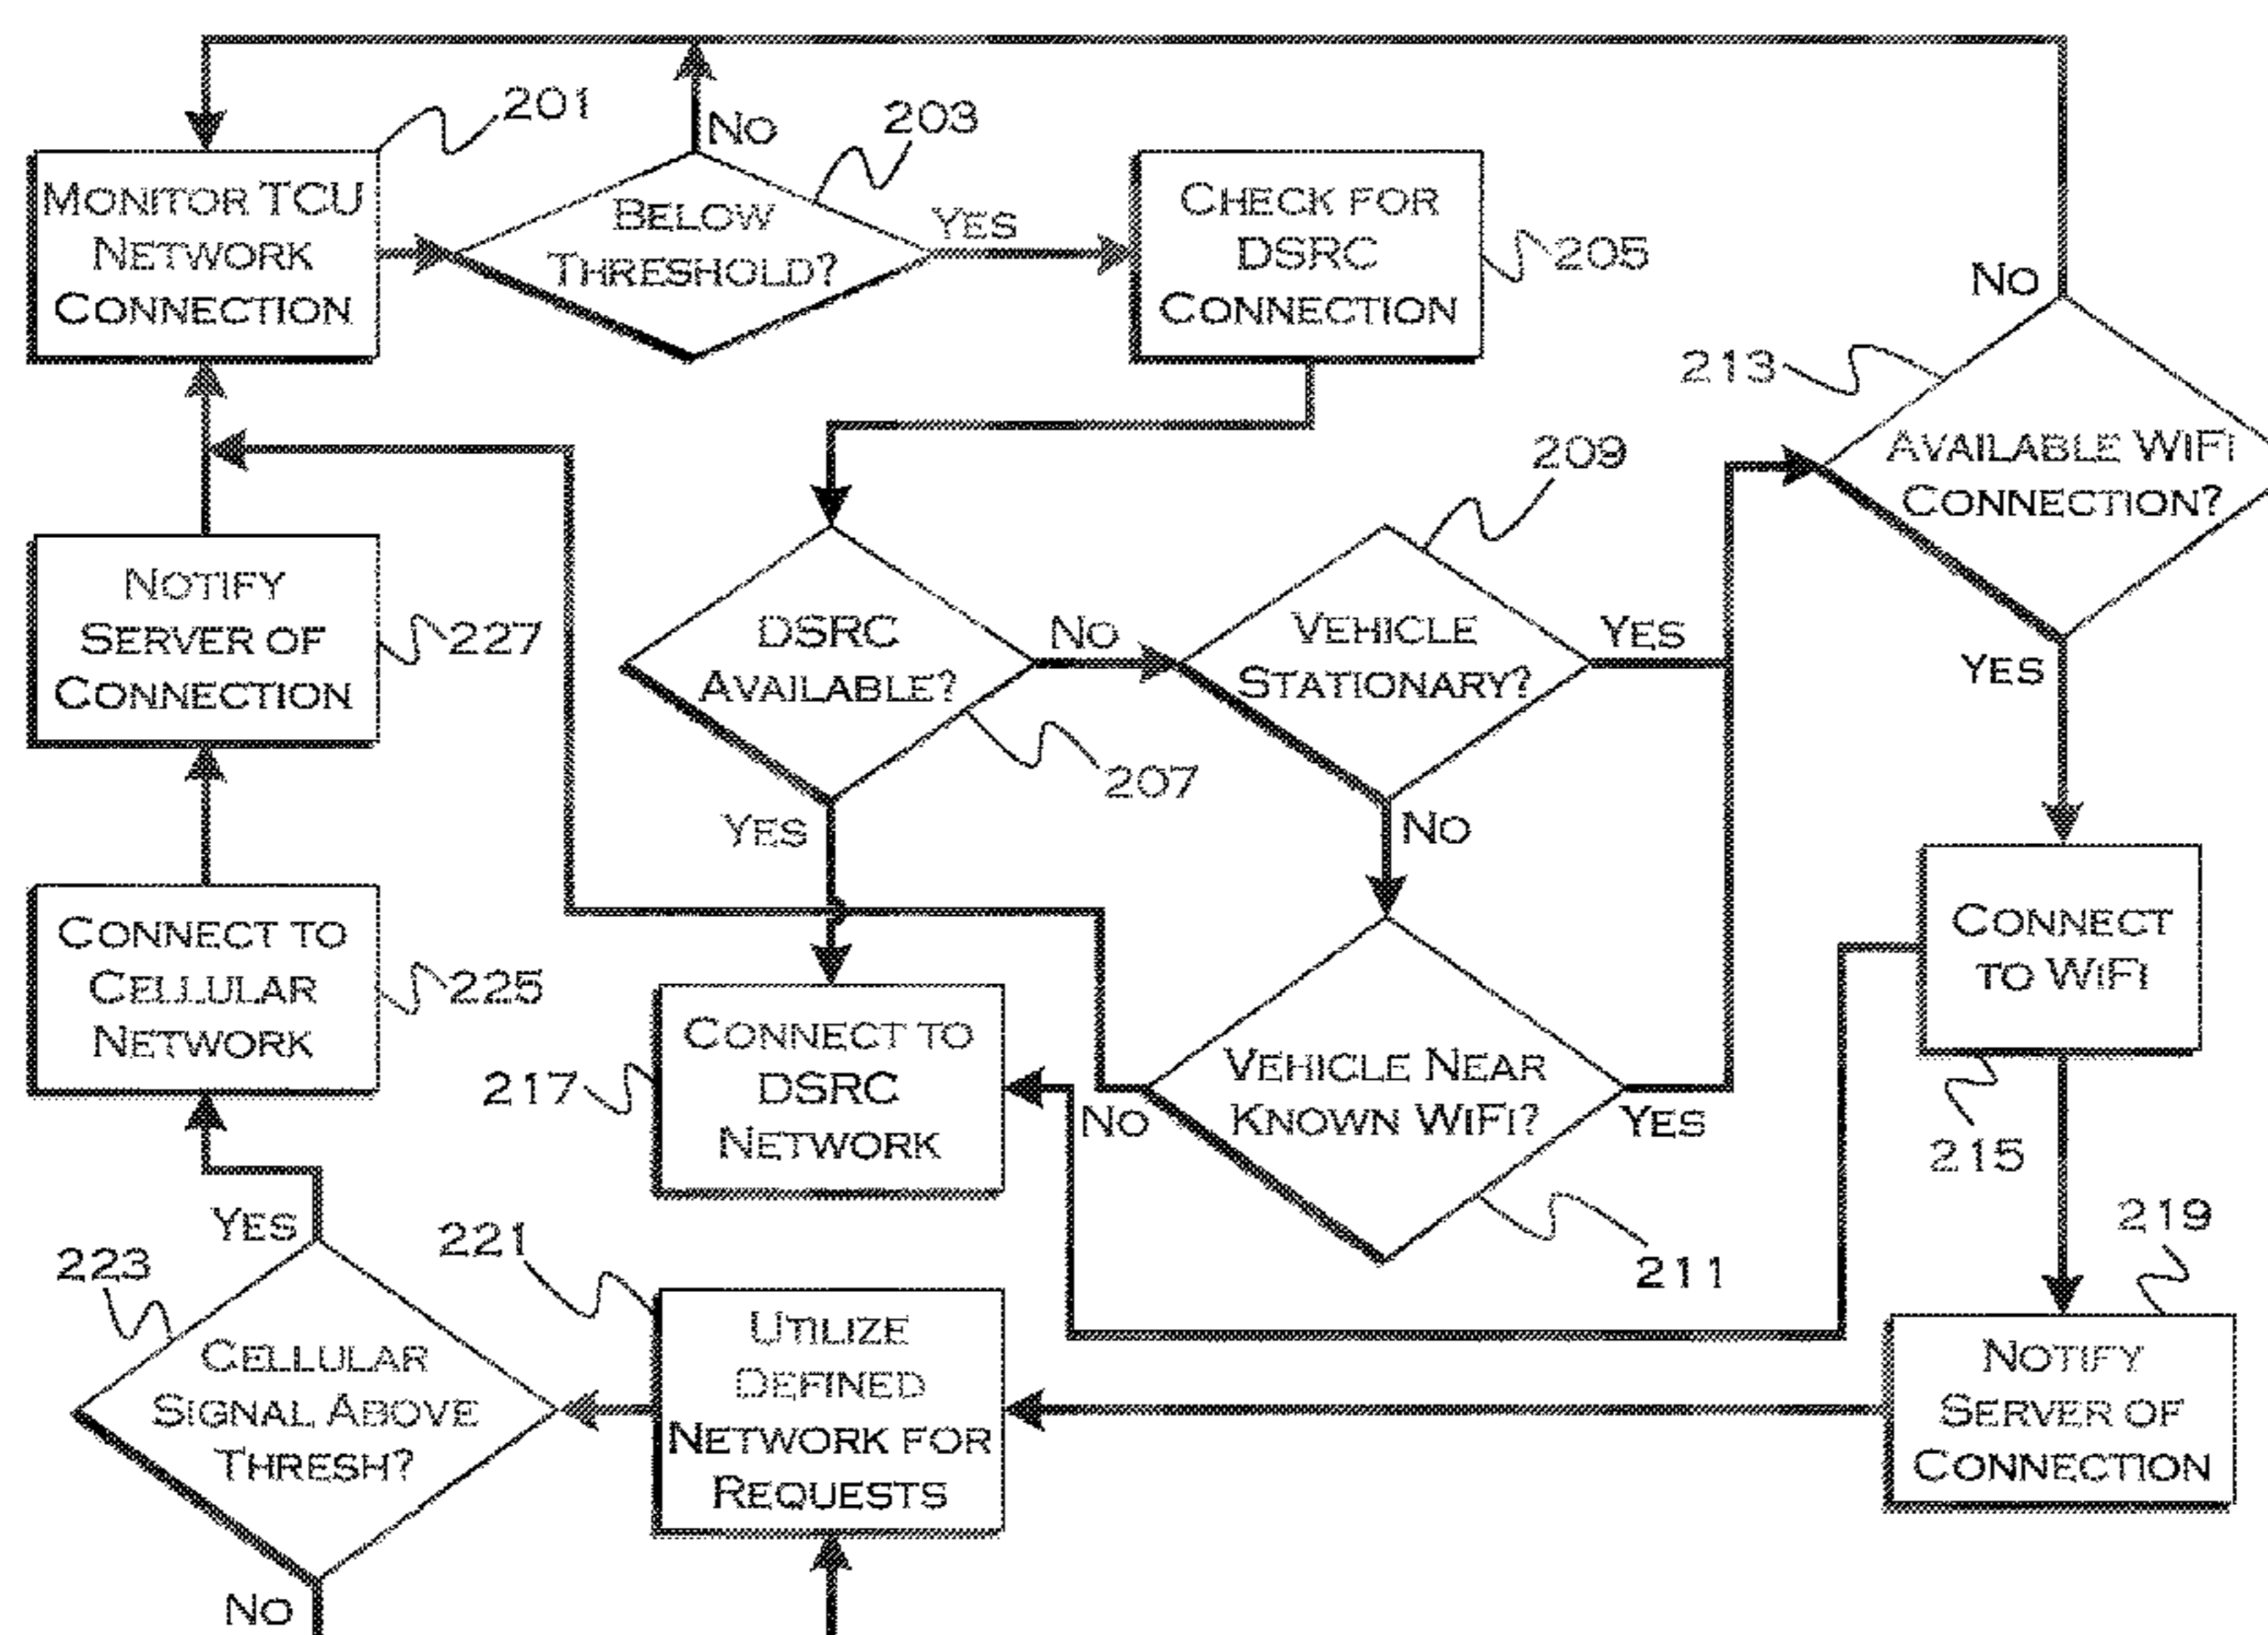 201
MONITOR TCU
NETWORK
CONNECTION
NO
203
BELOW
THRESHOLD?
YES
CHECK FOR
DSRC
CONNECTION
205
NO
213
AVAILABLE WIFI
CONNECTION?
YES
209
VEHICLE
STATIONARY?
YES
NO
DSRC
AVAILABLE?
NO
207
YES
NOTIFY
SERVER OF
CONNECTION
227
CONNECT TO
CELLULAR
NETWORK
225
CONNECT TO
DSRC
NETWORK
217
VEHICLE NEAR
KNOWN WIFI?
NO
YES
211
CONNECT
TO WIFI
215
219
NOTIFY
SERVER OF
CONNECTION
221
UTILIZE
DEFINED
NETWORK FOR
REQUESTS
YES
223
CELLULAR
SIGNAL ABOVE
THRESH?
NO